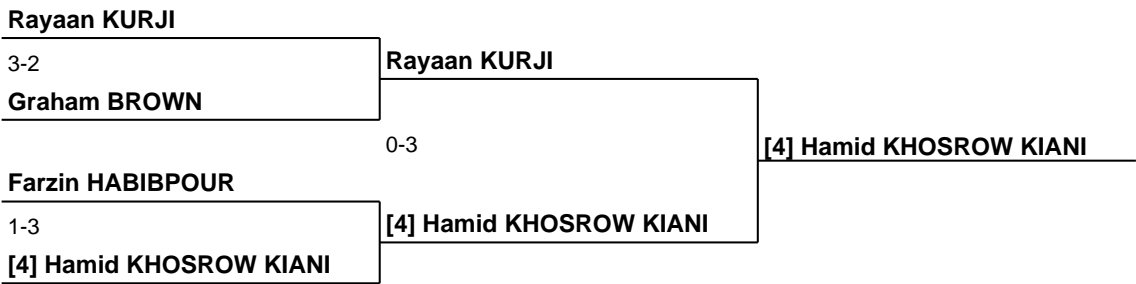 Rayaan KURJI
3-2
Rayaan KURJI
Graham BROWN
0-3
[4] Hamid KHOSROW KIANI
Farzin HABIBPOUR
1-3
[4] Hamid KHOSROW KIANI
[4] Hamid KHOSROW KIANI